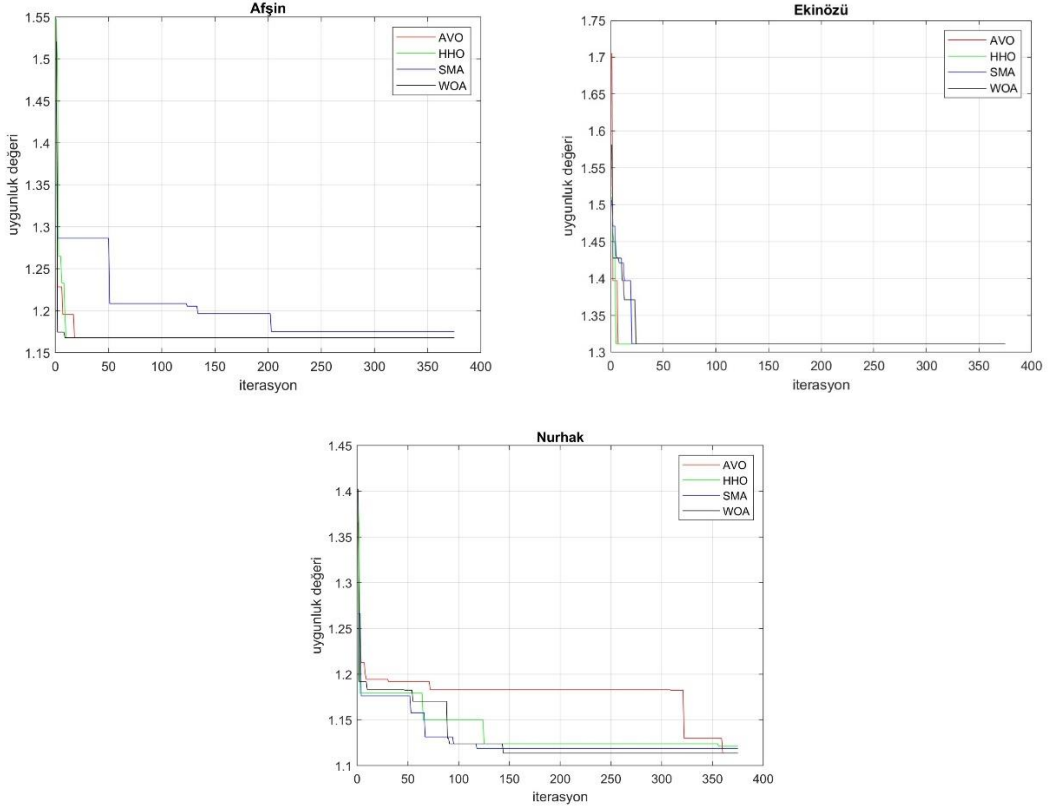 Afşin
1.55
1.5
1.45
1.4
1.35
1.3
1.25
1.2
1.15
uygunluk değeri
0 50 100 150 200 250 300 350 400
iterasyon
AVO
HHO
SMA
WOA
Ekinözü
1.75
1.7
1.65
1.6
1.55
1.5
1.45
1.4
1.35
1.3
uygunluk değeri
0 50 100 150 200 250 300 350 400
iterasyon
AVO
HHO
SMA
WOA
Nurhak
1.45
1.4
1.35
1.3
1.25
1.2
1.15
1.1
uygunluk değeri
0 50 100 150 200 250 300 350 400
iterasyon
AVO
HHO
SMA
WOA